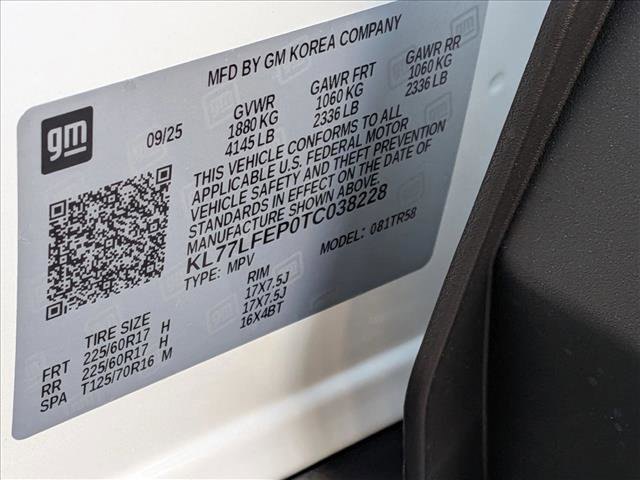 MFD BY GM KOREA COMPANY
gm
09/25
GVWR GAWR FRT GAWR RR
1880 KG 1060 KG 1060 KG
4145 LB 2336 LB 2336 LB
THIS VEHICLE CONFORMS TO ALL
APPLICABLE U.S. FEDERAL MOTOR
VEHICLE SAFETY AND THEFT PREVENTION
STANDARDS IN EFFECT ON THE DATE OF
MANUFACTURE SHOWN ABOVE.
KL77LFEP0TC038228
TYPE: MPV MODEL: 081TR58
TIRE SIZE RIM
FRT 225/60R17 H 17X7.5J
RR 225/60R17 H 17X7.5J
SPA T125/70R16 M 16X4BT